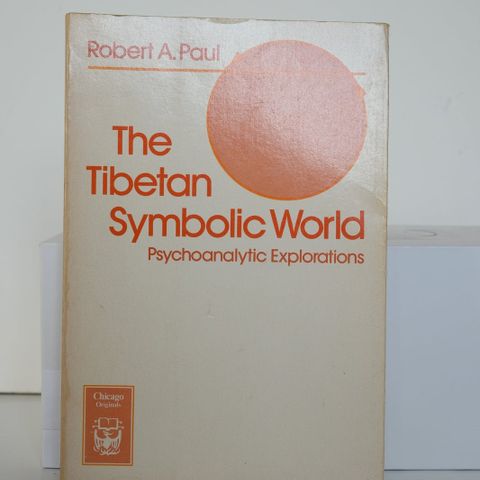 Robert A. Paul
The
Tibetan
Symbolic World
Psychoanalytic Explorations
Chicago
Originals